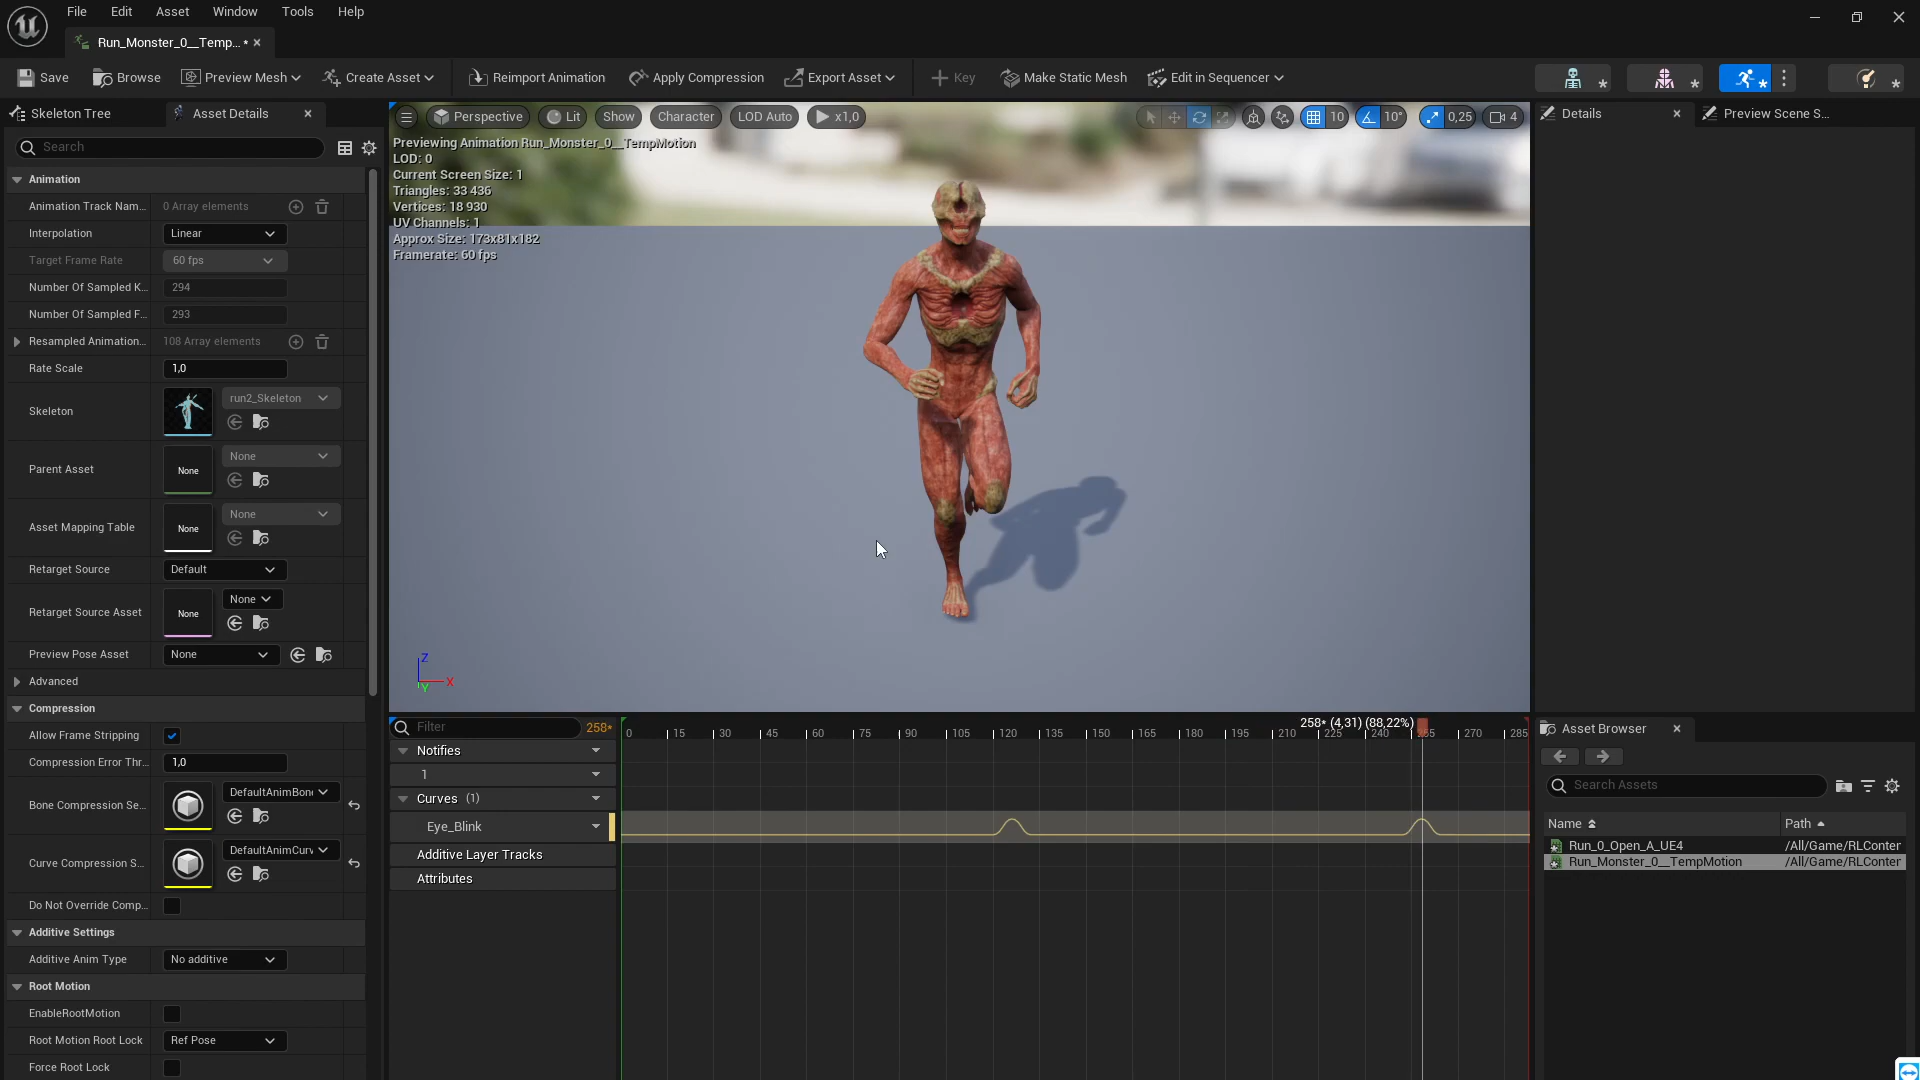 File Edit Asset Window Tools Help
Run_Monster_0__Temp... *
Save Browse Preview Mesh Create Asset Reimport Animation Apply Compression Export Asset Key Make Static Mesh Edit in Sequencer
Skeleton Tree Asset Details
Search
Animation
Animation Track Nam... 0 Array elements
Interpolation Linear
Target Frame Rate 60 fps
Number Of Sampled K... 294
Number Of Sampled F... 293
Resampled Animation... 108 Array elements
Rate Scale 1,0
Skeleton run2_Skeleton
Parent Asset None None
Asset Mapping Table None None
Retarget Source Default
Retarget Source Asset None None
Preview Pose Asset None
Advanced
Compression
Allow Frame Stripping
Compression Error Thr... 1,0
Bone Compression Se... DefaultAnimBon
Curve Compression S... DefaultAnimCurv
Do Not Override Comp...
Additive Settings
Additive Anim Type No additive
Root Motion
EnableRootMotion
Root Motion Root Lock Ref Pose
Force Root Lock
Perspective Lit Show Character LOD Auto x1,0 10 10° 0,25 4
Previewing Animation Run_Monster_0__TempMotion
LOD: 0
Current Screen Size: 1
Triangles: 33 436
Vertices: 18 930
UV Channels: 1
Approx Size: 173x81x182
Framerate: 60 fps
Z
X
Y
Filter 258*
258* (4,31) (88,22%)
0 15 30 45 60 75 90 105 120 135 150 165 180 195 210 225 240 255 270 285
Notifies
1
Curves (1)
Eye_Blink
Additive Layer Tracks
Attributes
Details Preview Scene S...
Asset Browser
Search Assets
Name Path
Run_0_Open_A_UE4 /All/Game/RLConter
Run_Monster_0__TempMotion /All/Game/RLConter